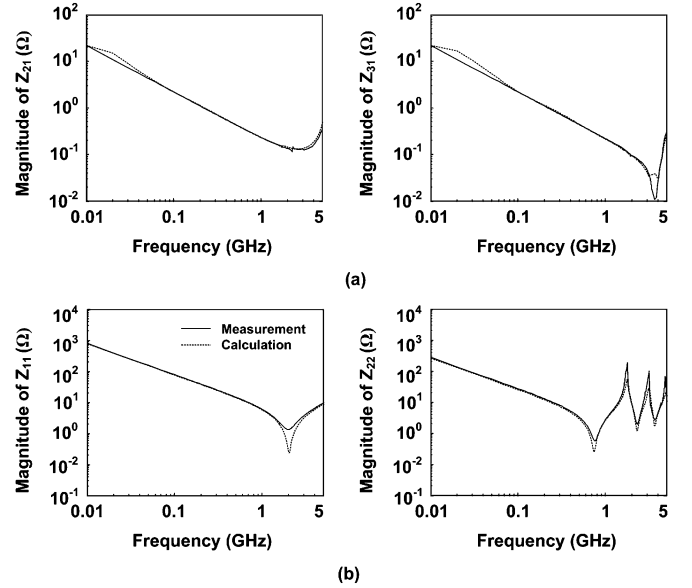 Magnitude of Z₂₁ (Ω)
10²
10¹
10⁰
10⁻¹
10⁻²
0.01 0.1 1 5
Frequency (GHz)
Magnitude of Z₃₁ (Ω)
10²
10¹
10⁰
10⁻¹
10⁻²
0.01 0.1 1 5
Frequency (GHz)
(a)
Magnitude of Z₁₁ (Ω)
10⁴
10³
10²
10¹
10⁰
10⁻²
10⁻¹
Measurement
Calculation
0.01 0.1 1 5
Frequency (GHz)
Magnitude of Z₂₂ (Ω)
10⁴
10³
10²
10¹
10⁰
10⁻²
10⁻¹
0.01 0.1 1 5
Frequency (GHz)
(b)